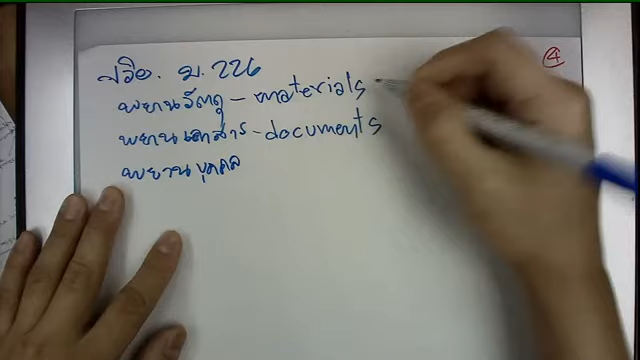 ปวิอ. ม.226
④
พยานวัตถุ - materials
พยานเอกสาร - documents
พยานบุคคล